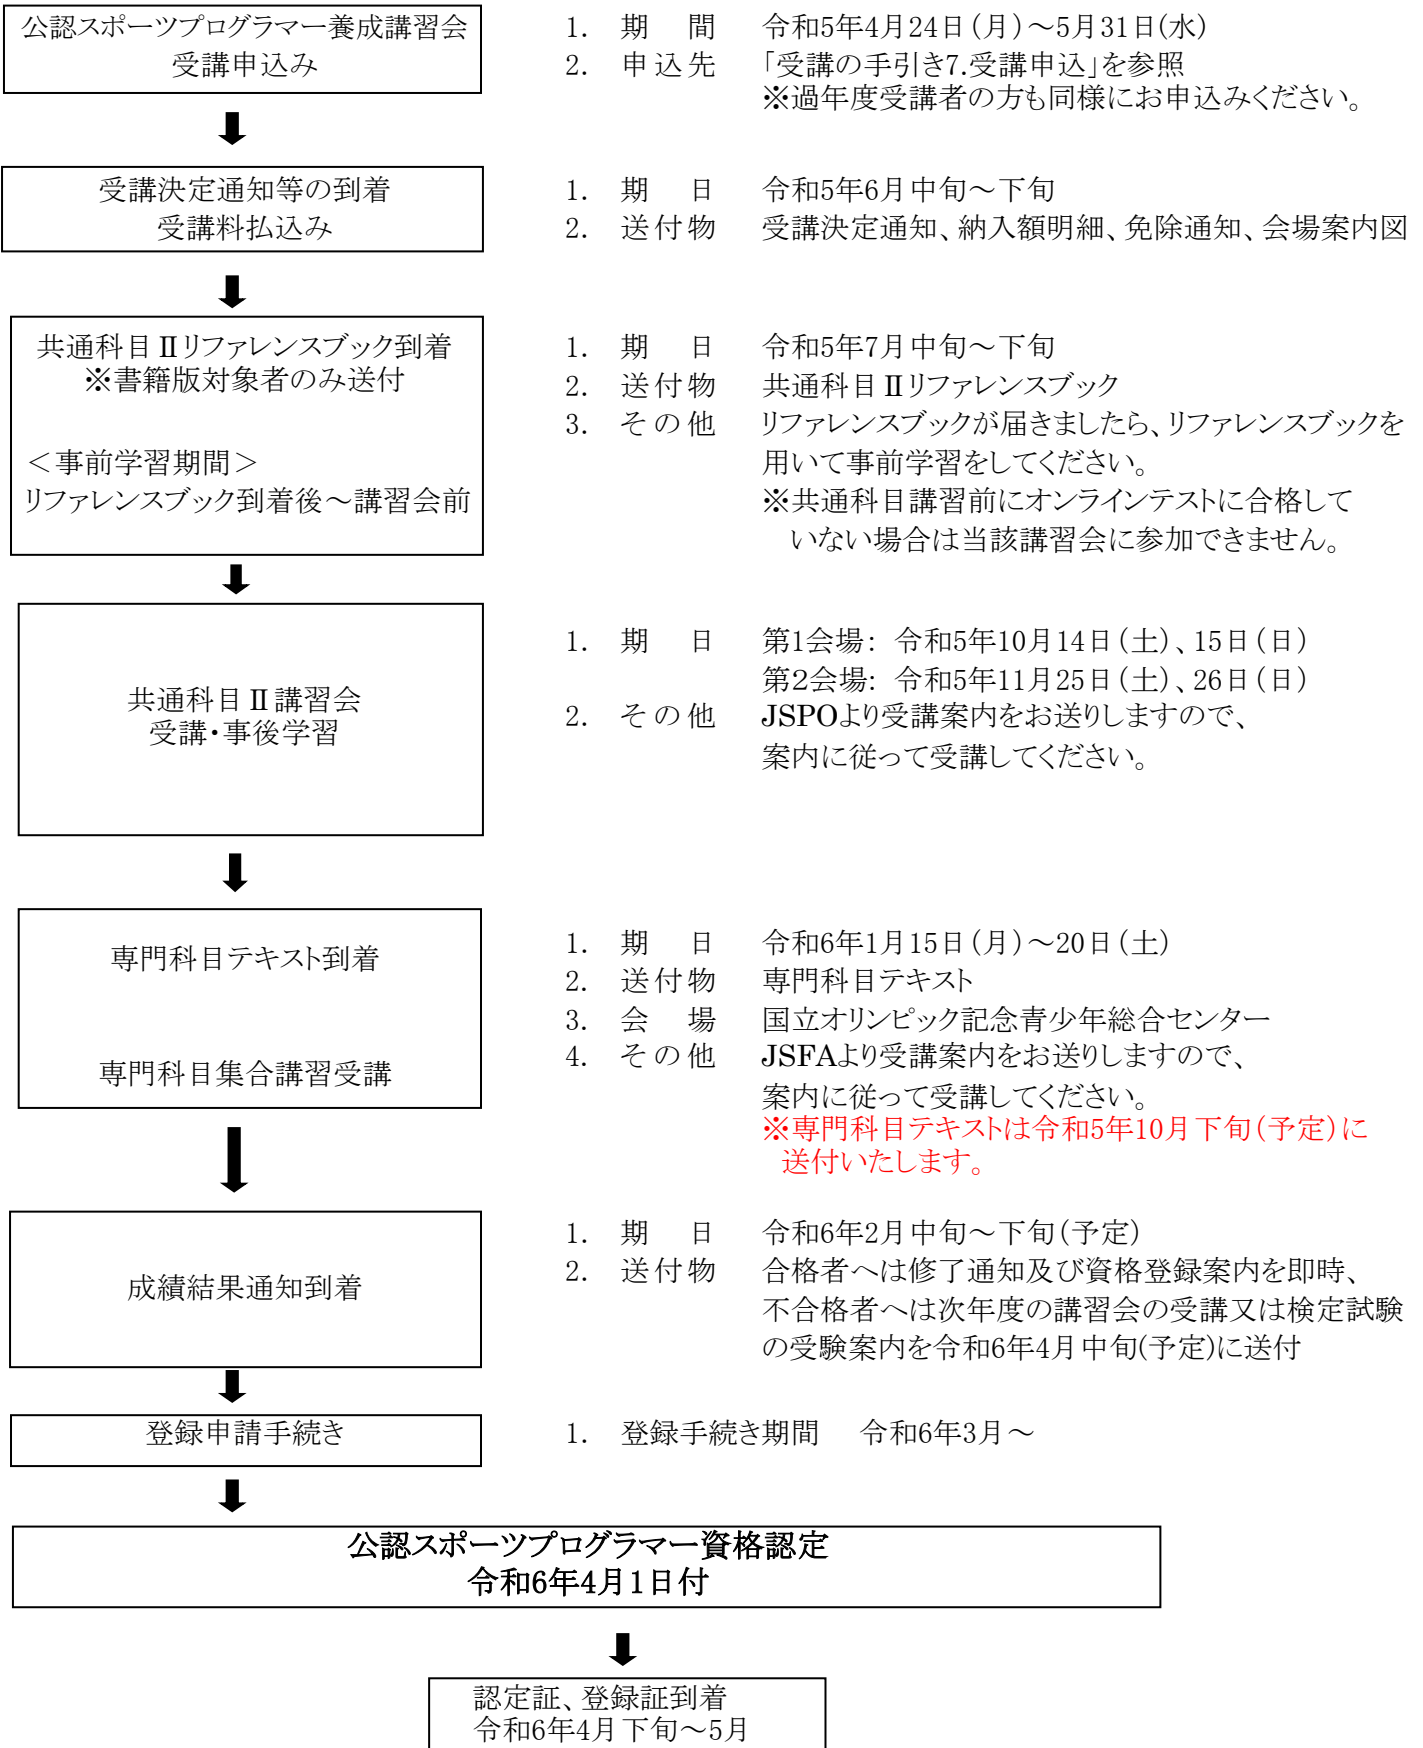 公認スポーツプログラマー養成講習会
受講申込み
1. 期 間 令和5年4月24日(月)～5月31日(水)
2. 申込先 「受講の手引き7.受講申込」を参照
※過年度受講者の方も同様にお申込みください。
受講決定通知等の到着
受講料払込み
1. 期 日 令和5年6月中旬～下旬
2. 送付物 受講決定通知、納入額明細、免除通知、会場案内図
共通科目Ⅱリファレンスブック到着
※書籍版対象者のみ送付
＜事前学習期間＞
リファレンスブック到着後～講習会前
1. 期 日 令和5年7月中旬～下旬
2. 送付物 共通科目Ⅱリファレンスブック
3. その他 リファレンスブックが届きましたら、リファレンスブックを
用いて事前学習をしてください。
※共通科目講習前にオンラインテストに合格して
いない場合は当該講習会に参加できません。
共通科目Ⅱ講習会
受講・事後学習
1. 期 日 第1会場: 令和5年10月14日(土)、15日(日)
第2会場: 令和5年11月25日(土)、26日(日)
2. その他 JSPOより受講案内をお送りしますので、
案内に従って受講してください。
専門科目テキスト到着
専門科目集合講習受講
1. 期 日 令和6年1月15日(月)～20日(土)
2. 送付物 専門科目テキスト
3. 会 場 国立オリンピック記念青少年総合センター
4. その他 JSFAより受講案内をお送りしますので、
案内に従って受講してください。
※専門科目テキストは令和5年10月下旬(予定)に
送付いたします。
成績結果通知到着
1. 期 日 令和6年2月中旬～下旬(予定)
2. 送付物 合格者へは修了通知及び資格登録案内を即時、
不合格者へは次年度の講習会の受講又は検定試験
の受験案内を令和6年4月中旬(予定)に送付
登録申請手続き
1. 登録手続き期間 令和6年3月～
公認スポーツプログラマー資格認定
令和6年4月1日付
認定証、登録証到着
令和6年4月下旬～5月